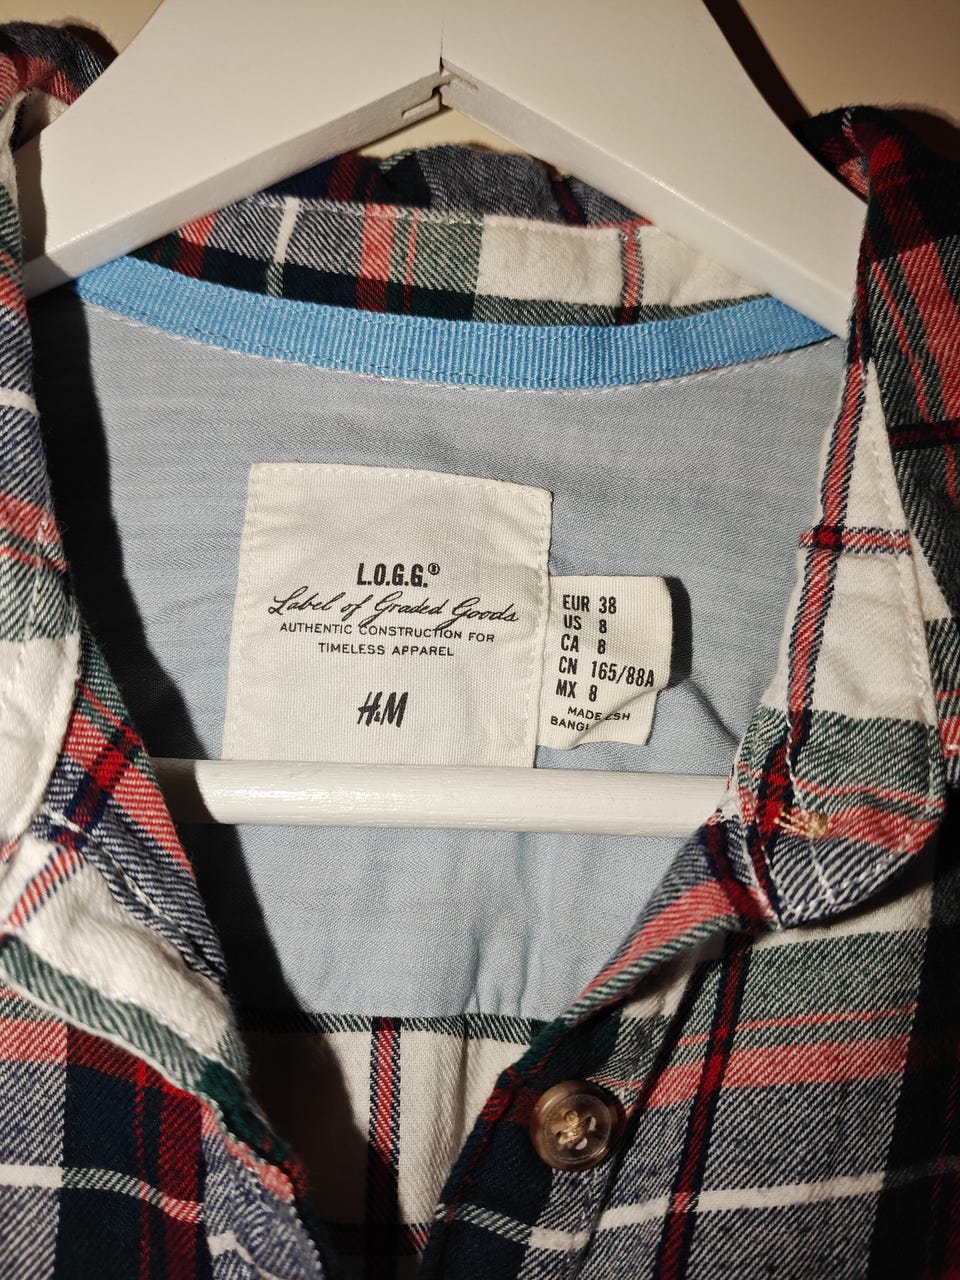 L.O.G.G.®
Label of Graded Goods
AUTHENTIC CONSTRUCTION FOR
TIMELESS APPAREL
H&M
EUR 38
US 8
CA 8
CN 165/88A
MX 8
MADE